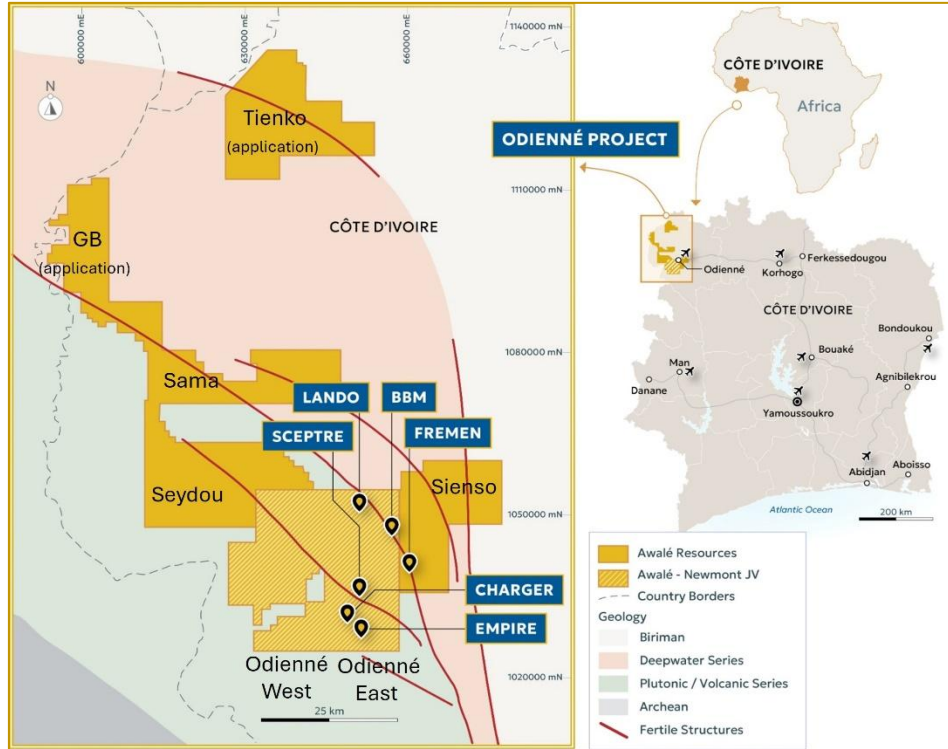 600000 mE
630000 mE
660000 mE
1140000 mN
N
Tienko
(application)
1110000 mN
GB
(application)
CÔTE D'IVOIRE
1080000 mN
Sama
LANDO
BBM
SCEPTRE
FREMEN
Seydou
Sienso
1050000 mN
CHARGER
EMPIRE
Odienné
West
Odienné
East
1020000 mN
25 km
CÔTE D'IVOIRE
Africa
ODIENNÉ PROJECT
Odienné
Korhogo
Ferkessedougou
CÔTE D'IVOIRE
Bondoukou
Bouaké
Man
Danane
Agnibilekrou
Yamoussoukro
Abidjan
Aboïsso
Atlantic Ocean
200 km
Awalé Resources
Awalé - Newmont JV
Country Borders
Geology
Biriman
Deepwater Series
Plutonic / Volcanic Series
Archean
Fertile Structures